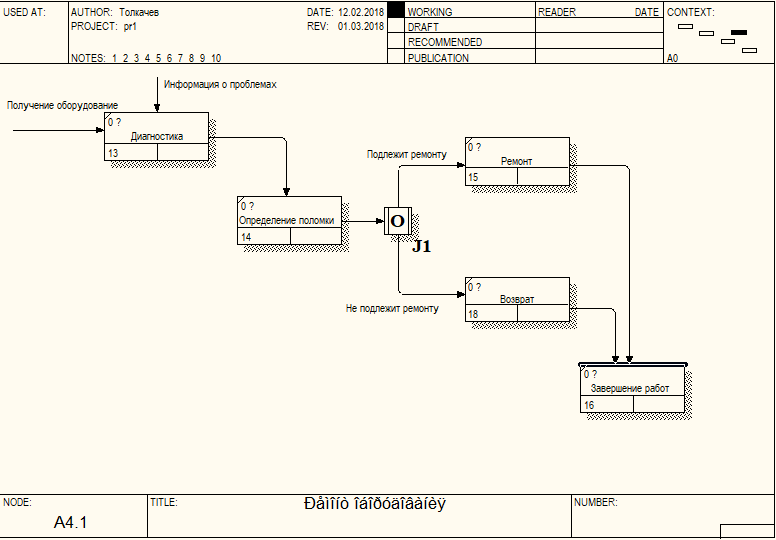 USED AT:
AUTHOR: Толкачев
DATE: 12.02.2018
WORKING
READER
DATE
CONTEXT:
PROJECT: pr1
REV: 01.03.2018
DRAFT
RECOMMENDED
NOTES: 1 2 3 4 5 6 7 8 9 10
PUBLICATION
A0
Информация о проблемах
Получение оборудование
0 ?
Диагностика
13
0 ?
Определение поломки
14
O
J1
Подлежит ремонту
0 ?
Ремонт
15
Не подлежит ремонту
0 ?
Возврат
18
0 ?
Завершение работ
16
NODE:
TITLE:
NUMBER:
A4.1
Ðåìîíò îáîðóäîâàíèÿ